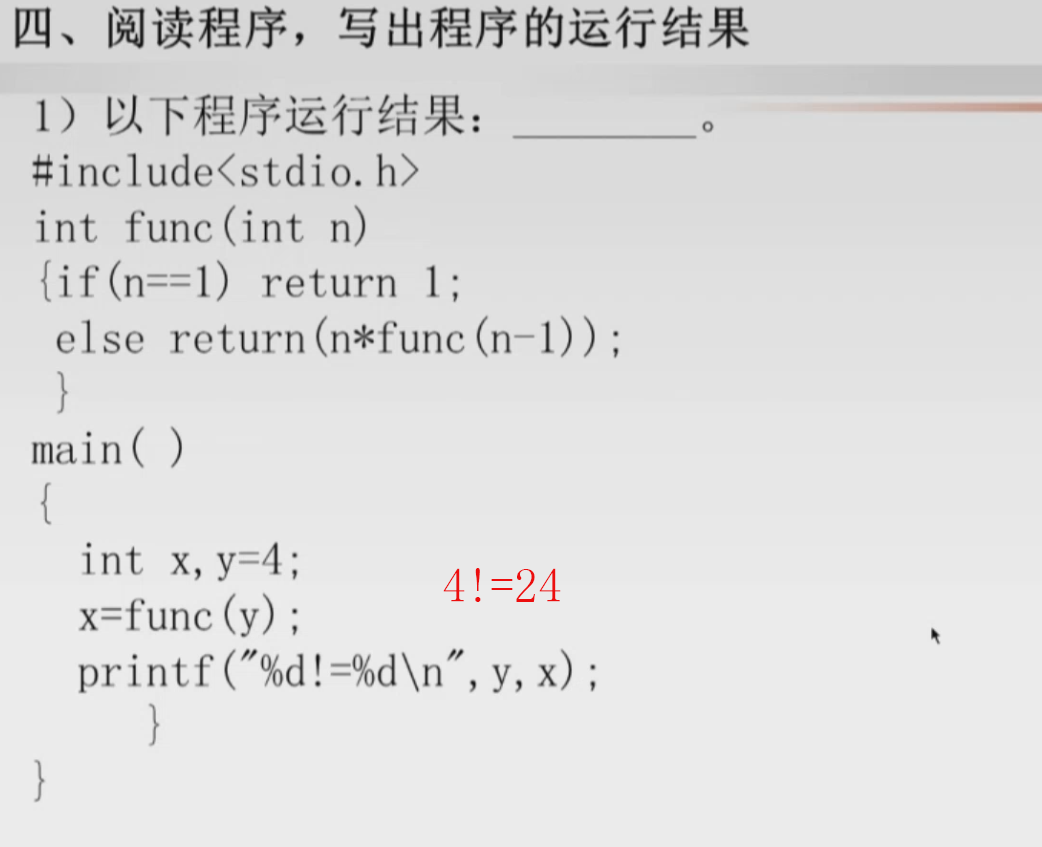 四、阅读程序，写出程序的运行结果
1）以下程序运行结果：________。
#include<stdio.h>
int func(int n)
{if(n==1) return 1;
else return(n*func(n-1));
}
main( )
{
int x,y=4;
4!=24
x=func(y);
printf("%d!=%d\n",y,x);
}
}